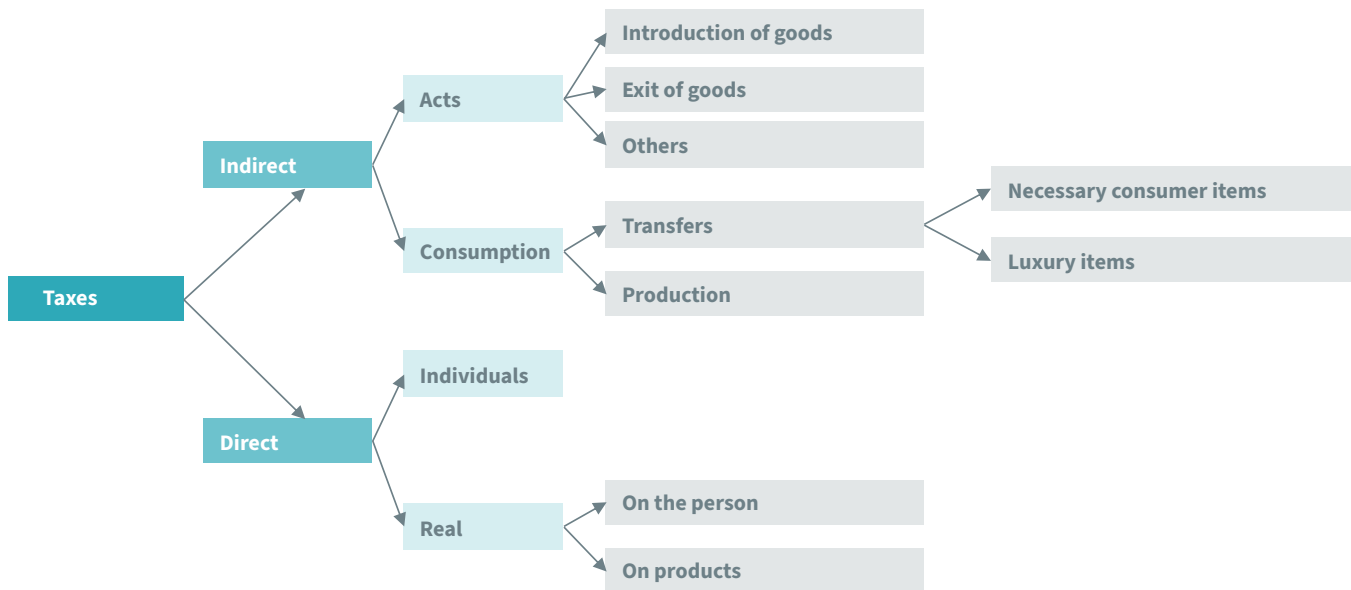 Taxes
Indirect
Acts
Introduction of goods
Exit of goods
Others
Consumption
Transfers
Necessary consumer items
Luxury items
Production
Direct
Individuals
Real
On the person
On products